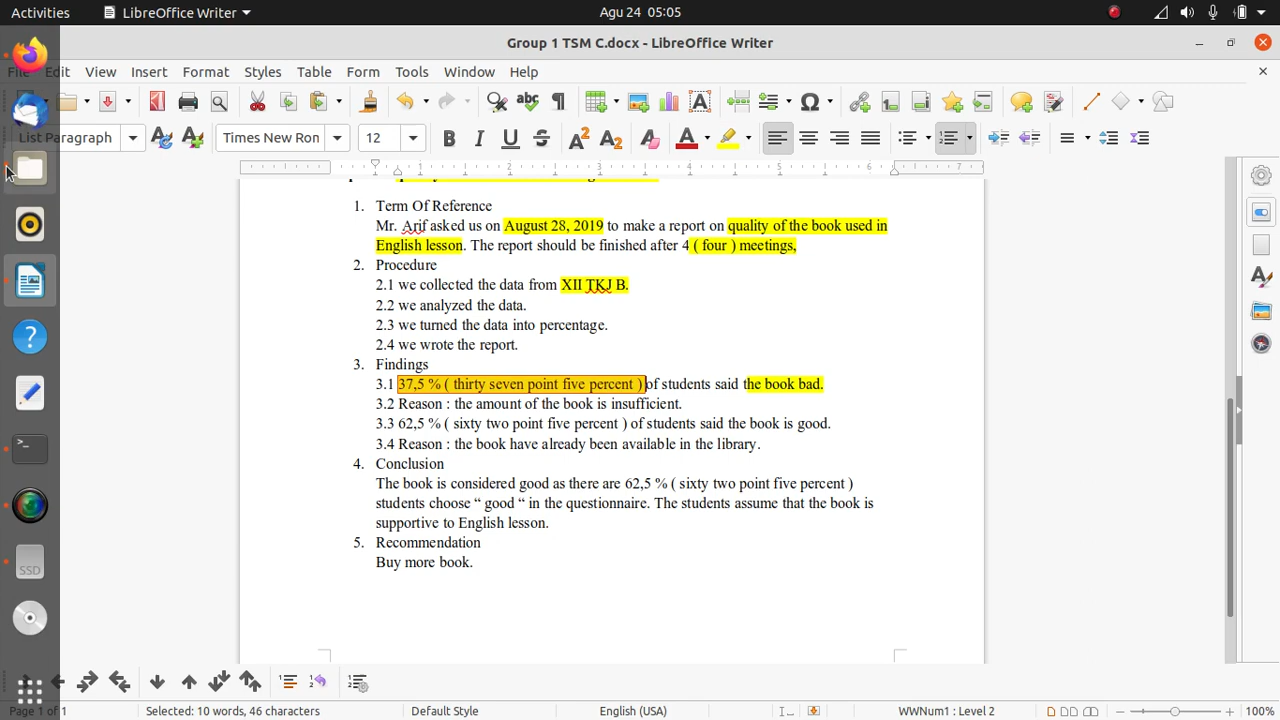 Activities LibreOffice Writer Agu 24 05:05
Group 1 TSM C.docx - LibreOffice Writer
File Edit View Insert Format Styles Table Form Tools Window Help
List Paragraph Times New Ron 12
1 2 3 4 5 6 7
1. Term Of Reference
Mr. Arif asked us on August 28, 2019 to make a report on quality of the book used in
English lesson. The report should be finished after 4 ( four ) meetings,
2. Procedure
2.1 we collected the data from XII TKJ B.
2.2 we analyzed the data.
2.3 we turned the data into percentage.
2.4 we wrote the report.
3. Findings
3.1 37,5 % ( thirty seven point five percent ) of students said the book bad.
3.2 Reason : the amount of the book is insufficient.
3.3 62,5 % ( sixty two point five percent ) of students said the book is good.
3.4 Reason : the book have already been available in the library.
4. Conclusion
The book is considered good as there are 62,5 % ( sixty two point five percent )
students choose “ good “ in the questionnaire. The students assume that the book is
supportive to English lesson.
5. Recommendation
Buy more book.
SSD
Page 1 of 1 Selected: 10 words, 46 characters Default Style English (USA) WWNum1 : Level 2 100%